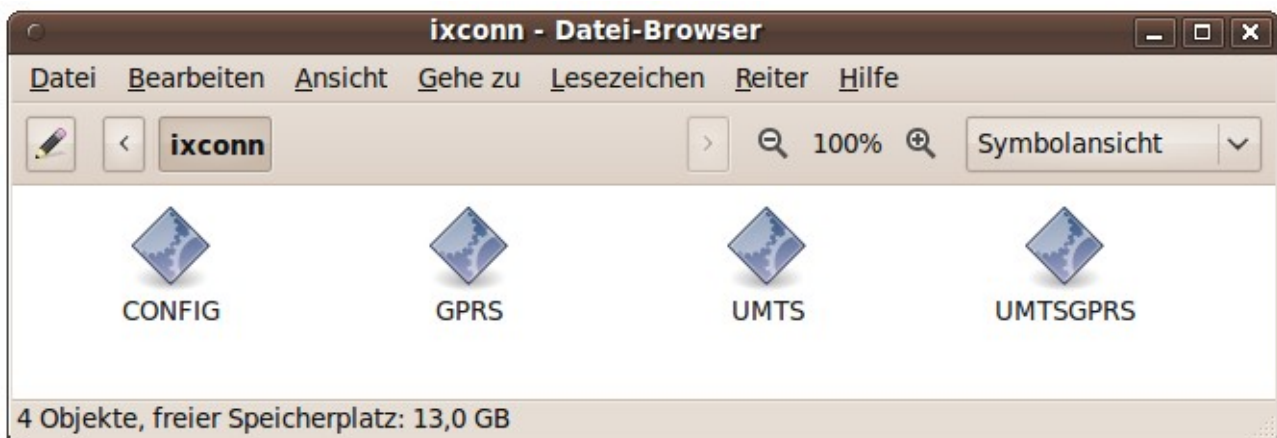 ixconn - Datei-Browser
Datei Bearbeiten Ansicht Gehe zu Lesezeichen Reiter Hilfe
ixconn 100% Symbolansicht
CONFIG GPRS UMTS UMTSGPRS
4 Objekte, freier Speicherplatz: 13,0 GB